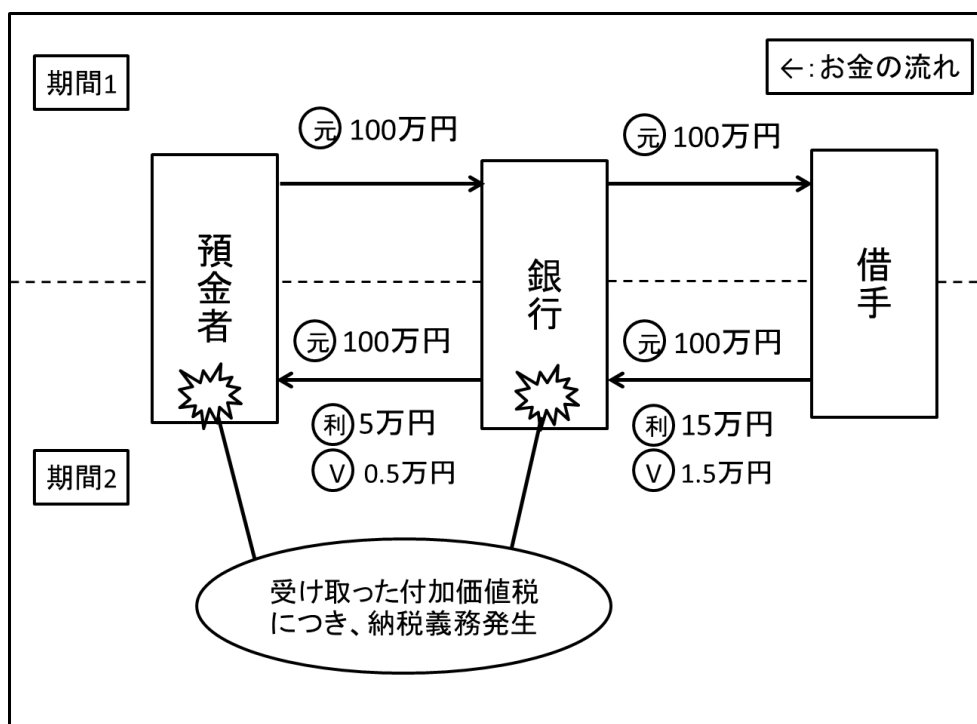 期間1
←:お金の流れ
元 100万円
元 100万円
預金者
銀行
借手
元 100万円
元 100万円
利 5万円
利 15万円
V 0.5万円
V 1.5万円
期間2
受け取った付加価値税
につき、納税義務発生